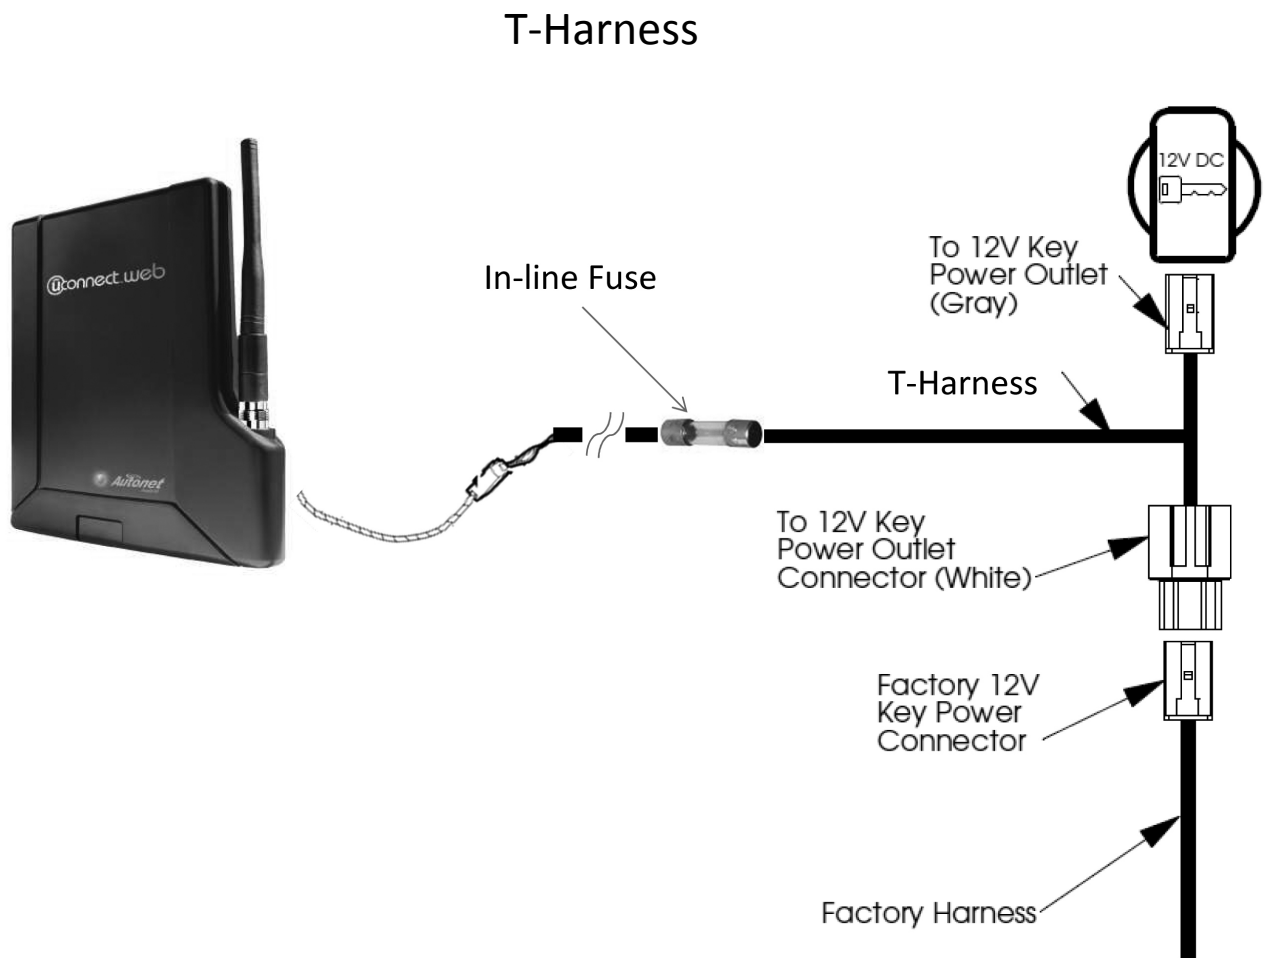 T-Harness
12V DC
To 12V Key
Power Outlet
(Gray)
uconnect.web
In-line Fuse
T-Harness
Autonet
To 12V Key
Power Outlet
Connector (White)
Factory 12V
Key Power
Connector
Factory Harness